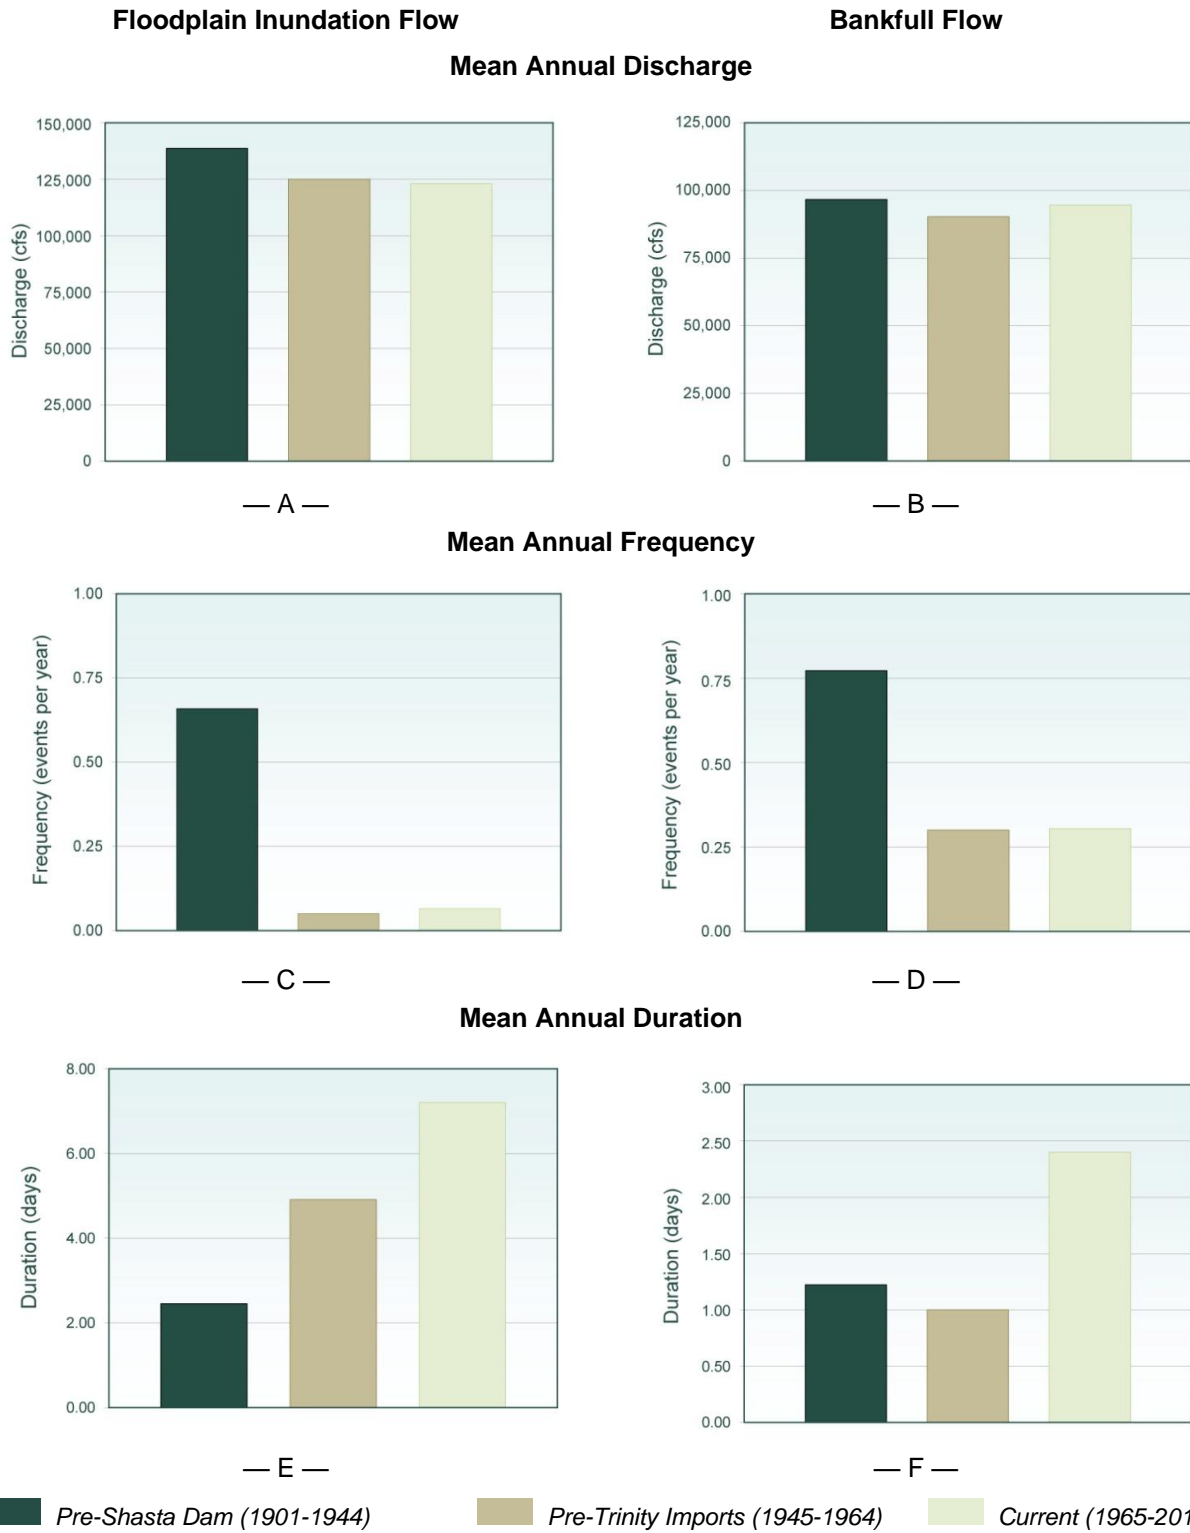 Floodplain Inundation Flow
Bankfull Flow
Mean Annual Discharge
150,000
125,000
100,000
75,000
50,000
25,000
0
Discharge (cfs)
— A —
125,000
100,000
75,000
50,000
25,000
0
Discharge (cfs)
— B —
Mean Annual Frequency
1.00
0.75
0.50
0.25
0.00
Frequency (events per year)
— C —
1.00
0.75
0.50
0.25
0.00
Frequency (events per year)
— D —
Mean Annual Duration
8.00
6.00
4.00
2.00
0.00
Duration (days)
— E —
3.00
2.50
2.00
1.50
1.00
0.50
0.00
Duration (days)
— F —
Pre-Shasta Dam (1901-1944)
Pre-Trinity Imports (1945-1964)
Current (1965-201